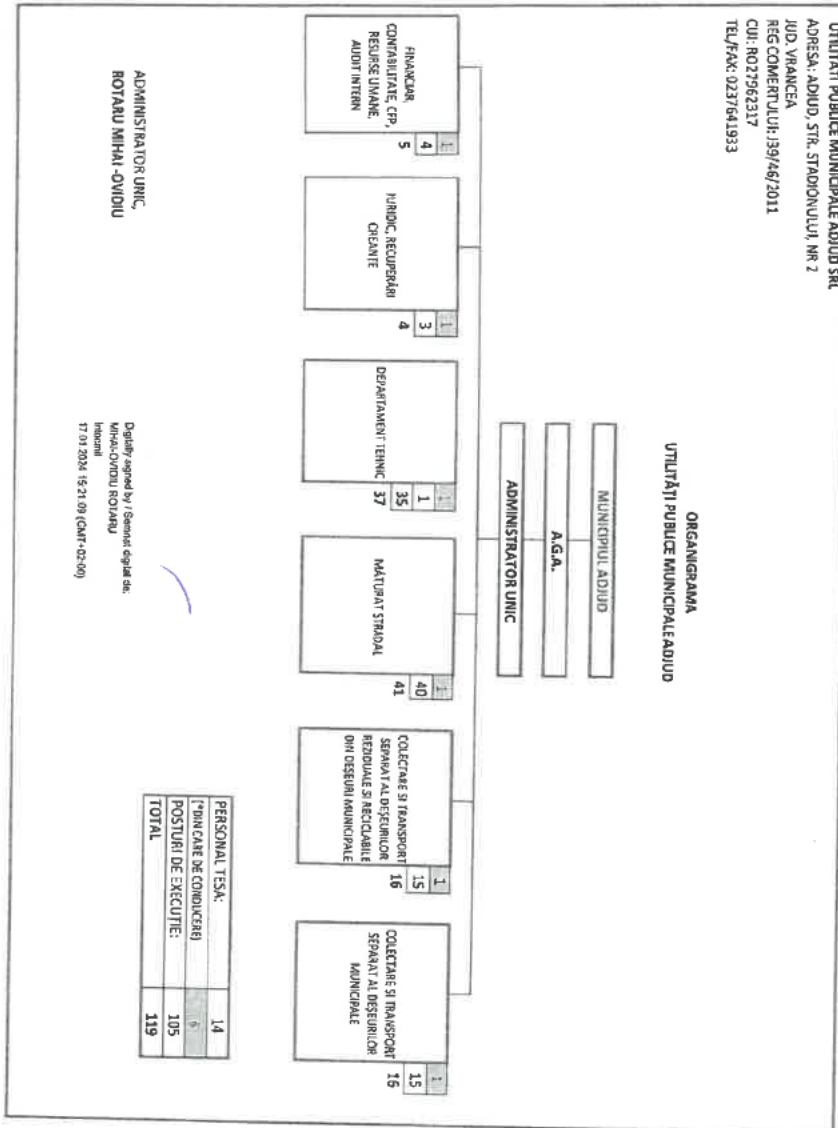 UTILITĂȚI PUBLICE MUNICIPALE ADJUD SRL
ADRESA: ADJUD, STR. STADIONULUI, NR 2
JUD. VRANCEA
REG COMERTULUI: J39/46/2011
CUI: RO27962317
TEL/FAX: 0237641933
ORGANIGRAMA
UTILITĂȚI PUBLICE MUNICIPALE ADJUD
MUNICIPIUL ADJUD
A.G.A.
ADMINISTRATOR UNIC
FINANCIAR,
CONTABILITATE, CFP,
RESURSE UMANE,
AUDIT INTERN
1
4
5
JURIDIC, RECUPERĂRI
CREANTE
1
3
4
DEPARTAMENT TEHNIC
1
1
35
37
MĂTURAT STRADAL
1
40
41
COLECTARE SI TRANSPORT
SEPARAT AL DEȘEURILOR
REZIDUALE SI RECICLABILE
DIN DEȘEURI MUNICIPALE
1
15
16
COLECTARE SI TRANSPORT
SEPARAT AL DEȘEURILOR
MUNICIPALE
1
15
16
PERSONAL TESA: 14
(*DIN CARE DE CONDUCERE) 6
POSTURI DE EXECUȚIE: 105
TOTAL 119
ADMINISTRATOR UNIC,
ROTARU MIHAI-OVIDIU
Digitally signed by / Semnat digital de:
MIHAI-OVIDIU ROTARU
Intocmit
17.01.2024 15:21:09 (GMT+02:00)